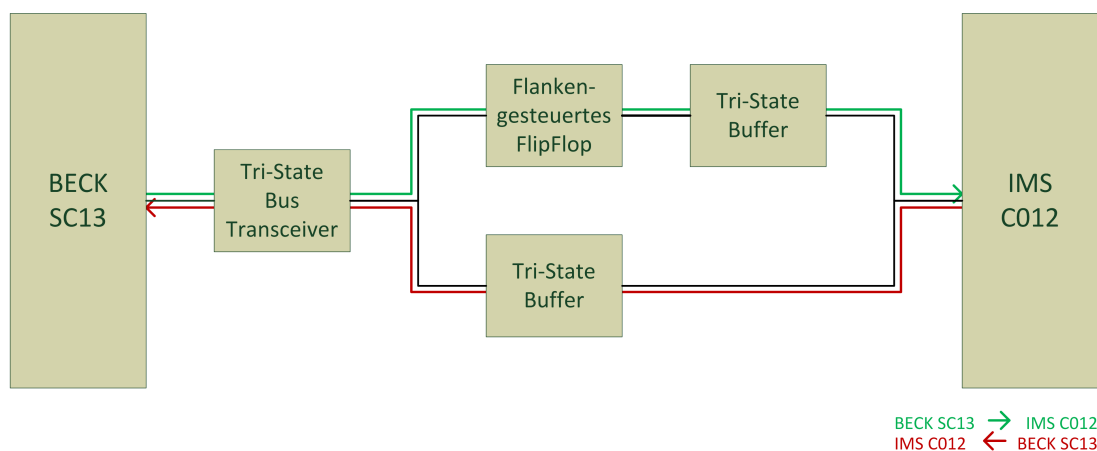 BECK
SC13
Tri-State
Bus
Transceiver
Flanken-
gesteuertes
FlipFlop
Tri-State
Buffer
Tri-State
Buffer
IMS
C012
BECK SC13 → IMS C012
IMS C012 ← BECK SC13